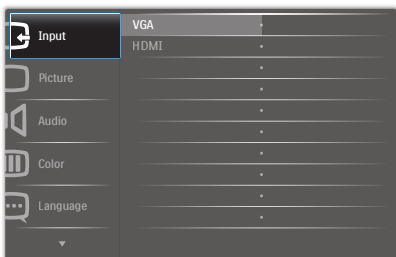 Input
VGA
HDMI
Picture
Audio
Color
Language